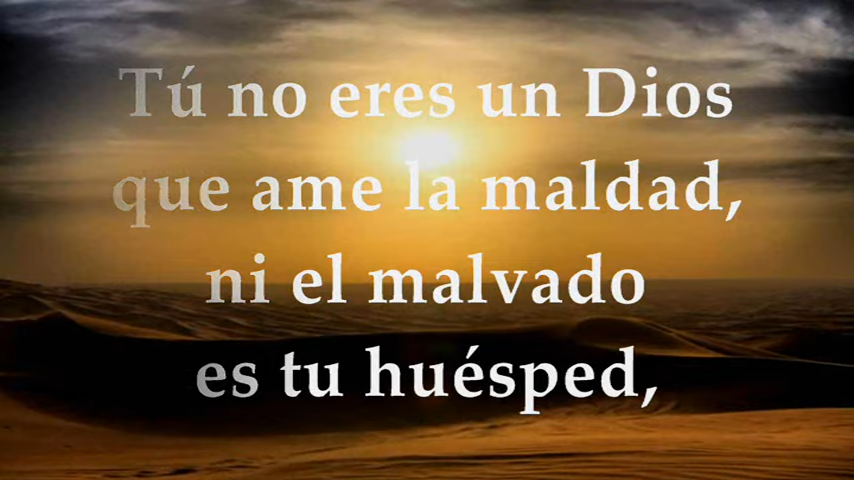 Tú no eres un Dios
que ame la maldad,
ni el malvado
es tu huésped,